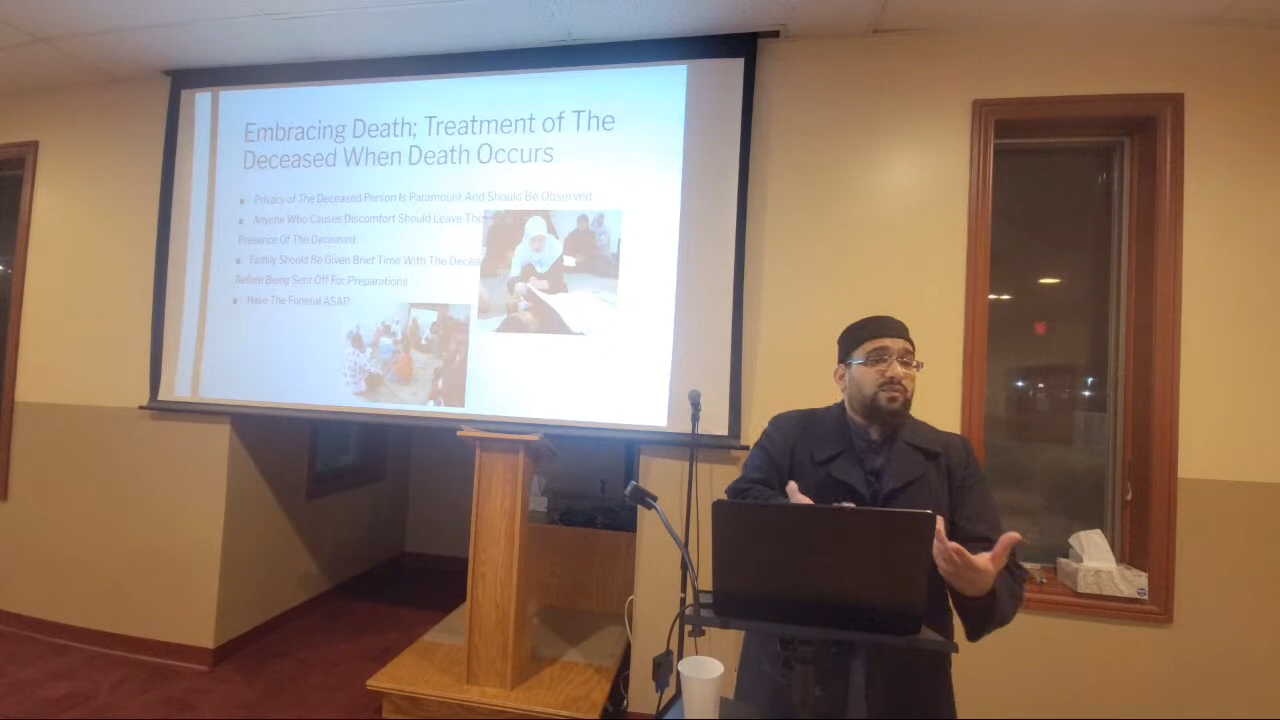 Embracing Death; Treatment of The
Deceased When Death Occurs
Privacy of The Deceased Person Is Paramount And Should Be Observed
Anyone Who Causes Discomfort Should Leave The
Presence Of The Deceased
Family Should Be Given Brief Time With The Decea
Before Being Sent Off For Preparations
Have The Funeral ASAP